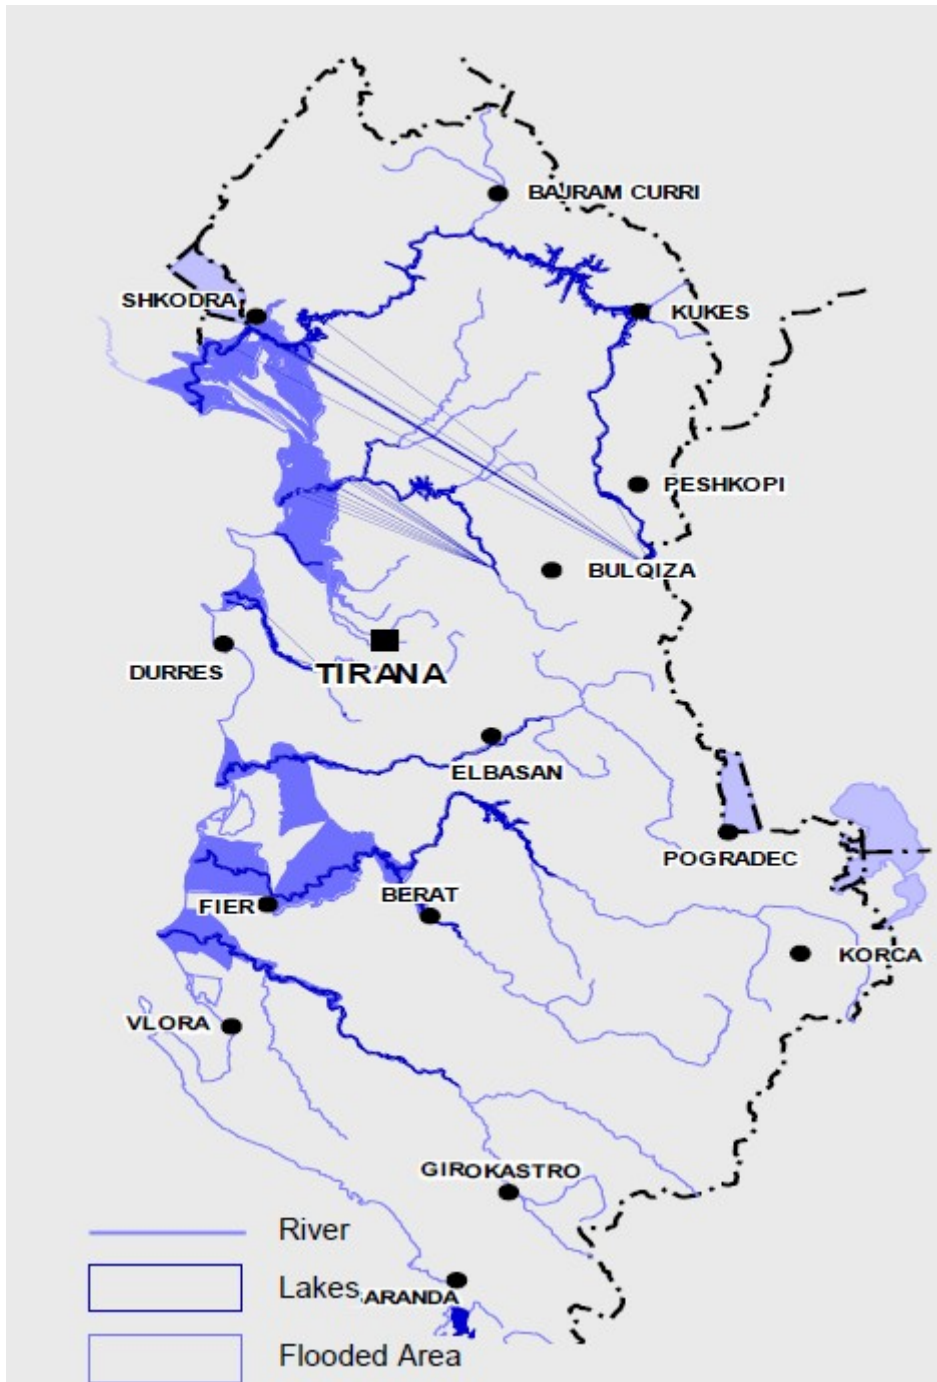 BAJRAM CURRI
SHKODRA
KUKES
PESHKOPI
BULQIZA
DURRES
TIRANA
ELBASAN
POGRADEC
BERAT
FIER
KORCA
VLORA
GIROKASTRO
River
Lakes
ARANDA
Flooded Area